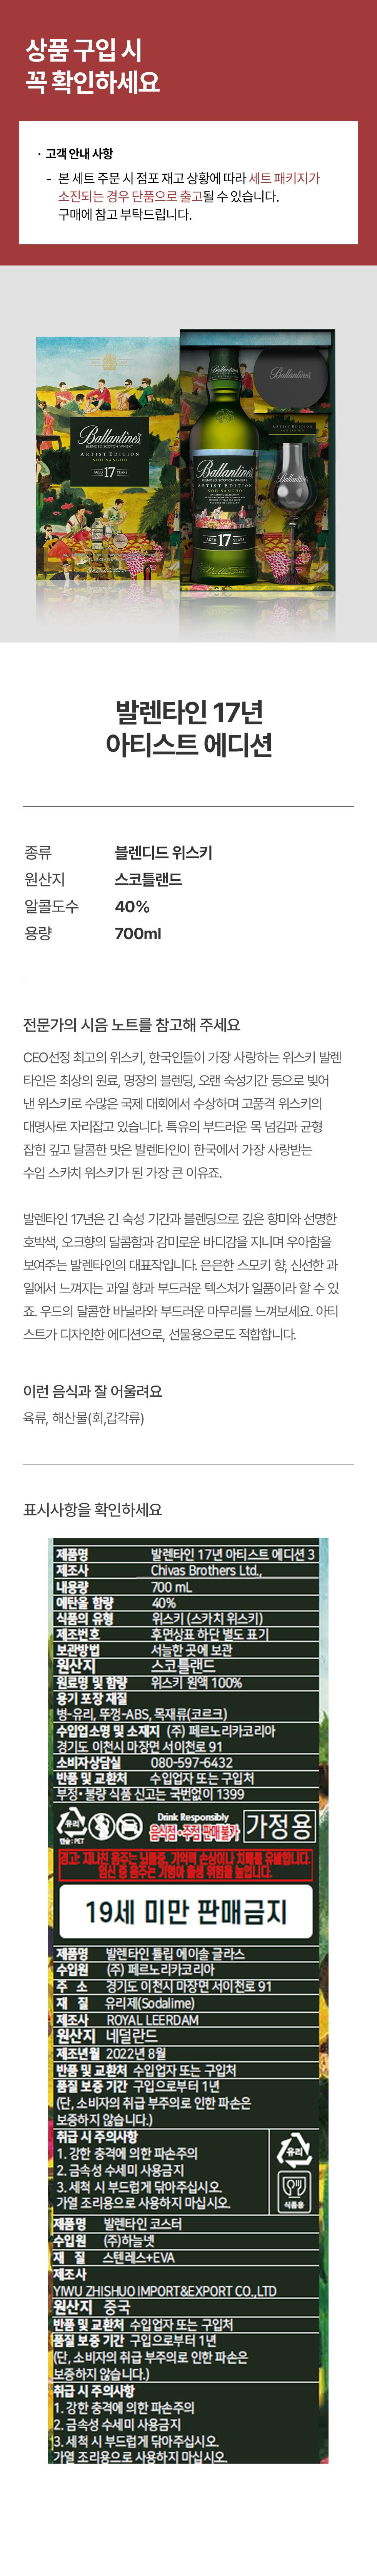 상품 구입 시
꼭 확인하세요
· 고객 안내 사항
- 본 세트 주문 시 점포 재고 상황에 따라 세트 패키지가
소진되는 경우 단품으로 출고될 수 있습니다.
구매에 참고 부탁드립니다.
Ballantine's
BLENDED SCOTCH WHISKY
ARTIST EDITION
NOH SANGHO
AGED 17 YEARS
Ballantine's
ARTIST EDITION
Ballantine's
BLENDED SCOTCH WHISKY
ARTIST EDITION
NOH SANGHO
AGED 17 YEARS
Ballantine's
발렌타인 17년
아티스트 에디션
종류 블렌디드 위스키
원산지 스코틀랜드
알콜도수 40%
용량 700ml
전문가의 시음 노트를 참고해 주세요
CEO선정 최고의 위스키, 한국인들이 가장 사랑하는 위스키 발렌
타인은 최상의 원료, 명장의 블렌딩, 오랜 숙성기간 등으로 빚어
낸 위스키로 수많은 국제 대회에서 수상하며 고품격 위스키의
대명사로 자리잡고 있습니다. 특유의 부드러운 목 넘김과 균형
잡힌 깊고 달콤한 맛은 발렌타인이 한국에서 가장 사랑받는
수입 스카치 위스키가 된 가장 큰 이유죠.
발렌타인 17년은 긴 숙성 기간과 블렌딩으로 깊은 향미와 선명한
호박색, 오크향의 달콤함과 감미로운 바디감을 지니며 우아함을
보여주는 발렌타인의 대표작입니다. 은은한 스모키 향, 신선한 과
일에서 느껴지는 과일 향과 부드러운 텍스처가 일품이라 할 수 있
죠. 우드의 달콤한 바닐라와 부드러운 마무리를 느껴보세요. 아티
스트가 디자인한 에디션으로, 선물용으로도 적합합니다.
이런 음식과 잘 어울려요
육류, 해산물(회,갑각류)
표시사항을 확인하세요
제품명 발렌타인 17년 아티스트 에디션 3
제조사 Chivas Brothers Ltd.,
내용량 700 mL
에탄올 함량 40%
식품의 유형 위스키 (스카치 위스키)
제조번호 후면상표 하단 별도 표기
보관방법 서늘한 곳에 보관
원산지 스코틀랜드
원료명 및 함량 위스키 원액 100%
용기 포장 재질
병-유리, 뚜껑-ABS, 목재류(코르크)
수입업소명 및 소재지 (주) 페르노리카코리아
경기도 이천시 마장면 서이천로 91
소비자상담실 080-597-6432
반품 및 교환처 수입업자 또는 구입처
부정·불량 식품 신고는 국번없이 1399
유리
캡슐 : PET
19
Drink Responsibly
음식점·주점 판매불가
가정용
경고: 지나친 음주는 뇌졸중, 기억력 손상이나 치매를 유발합니다.
임신 중 음주는 기형아 출생 위험을 높입니다.
19세 미만 판매금지
제품명 발렌타인 튤립 에이솔 글라스
수입원 (주) 페르노리카코리아
주 소 경기도 이천시 마장면 서이천로 91
재 질 유리제(Sodalime)
제조사 ROYAL LEERDAM
원산지 네덜란드
제조년월 2022년 8월
반품 및 교환처 수입업자 또는 구입처
품질 보증 기간 구입으로부터 1년
(단, 소비자의 취급 부주의로 인한 파손은
보증하지 않습니다.)
취급 시 주의사항
1. 강한 충격에 의한 파손주의
2. 금속성 수세미 사용금지
3. 세척 시 부드럽게 닦아주십시오.
가열 조리용으로 사용하지 마십시오.
유리
식품용
제품명 발렌타인 코스터
수입원 (주)하늘넷
재 질 스텐레스+EVA
제조사
YIWU ZHISHUO IMPORT&EXPORT CO.,LTD
원산지 중국
반품 및 교환처 수입업자 또는 구입처
품질 보증 기간 구입으로부터 1년
(단, 소비자의 취급 부주의로 인한 파손은
보증하지 않습니다.)
취급 시 주의사항
1. 강한 충격에 의한 파손주의
2. 금속성 수세미 사용금지
3. 세척 시 부드럽게 닦아주십시오.
가열 조리용으로 사용하지 마십시오.